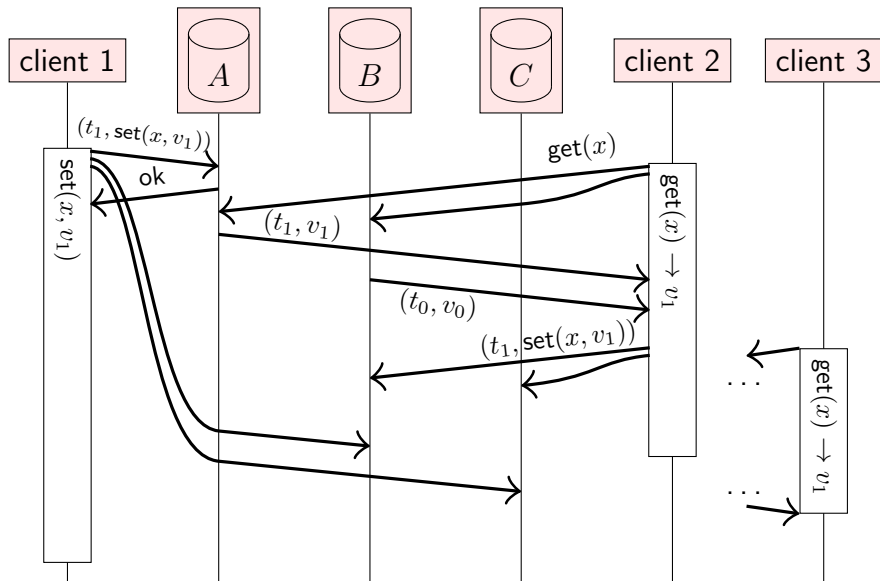 client 1
A
B
C
client 2
client 3
(t₁, set(x, v₁))
ok
get(x)
set(x, v₁)
get(x) → v₁
(t₁, v₁)
(t₀, v₀)
(t₁, set(x, v₁))
get(x) → v₁
...
...